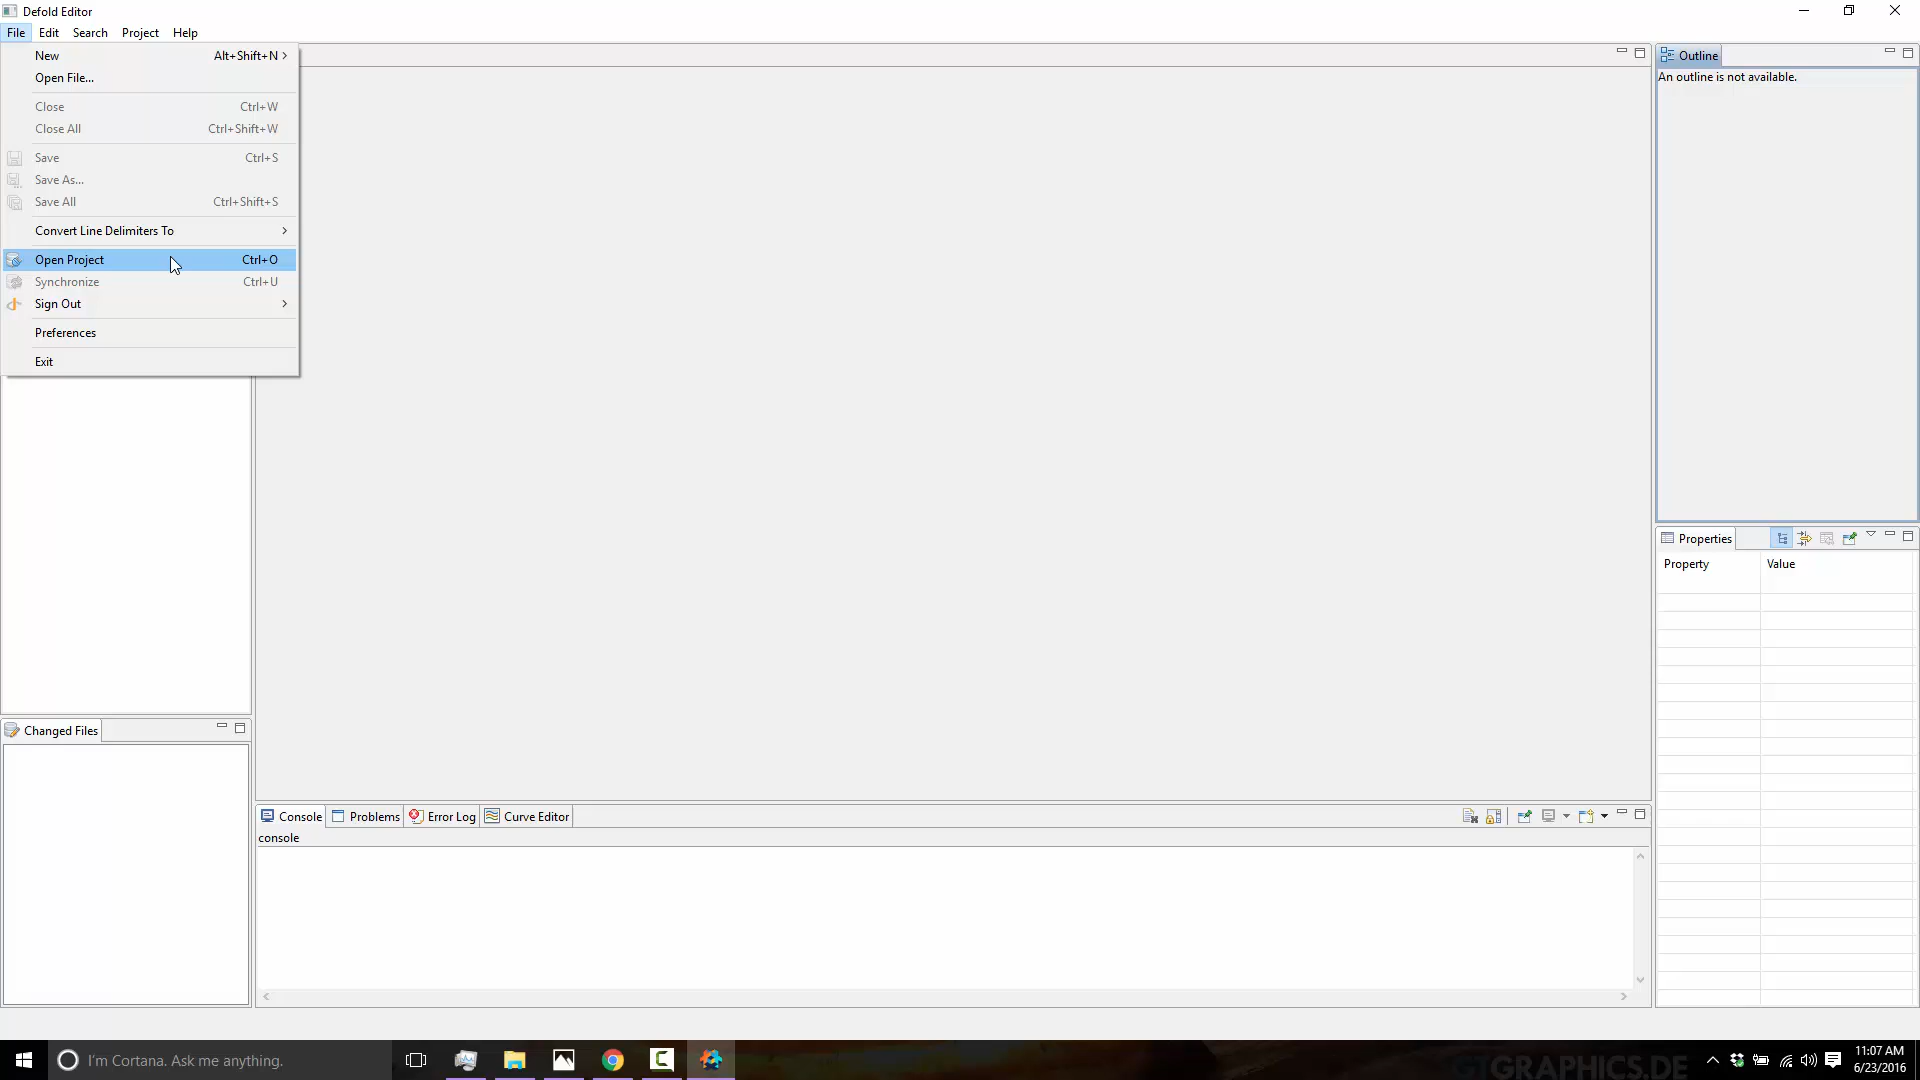 Defold Editor
File Edit Search Project Help
New Alt+Shift+N
Open File...
Close Ctrl+W
Close All Ctrl+Shift+W
Save Ctrl+S
Save As...
Save All Ctrl+Shift+S
Convert Line Delimiters To
Open Project Ctrl+O
Synchronize Ctrl+U
Sign Out
Preferences
Exit
Outline
An outline is not available.
Properties
Property Value
Changed Files
Console Problems Error Log Curve Editor
console
I'm Cortana. Ask me anything.
GTGRAPHICS.DE
11:07 AM
6/23/2016